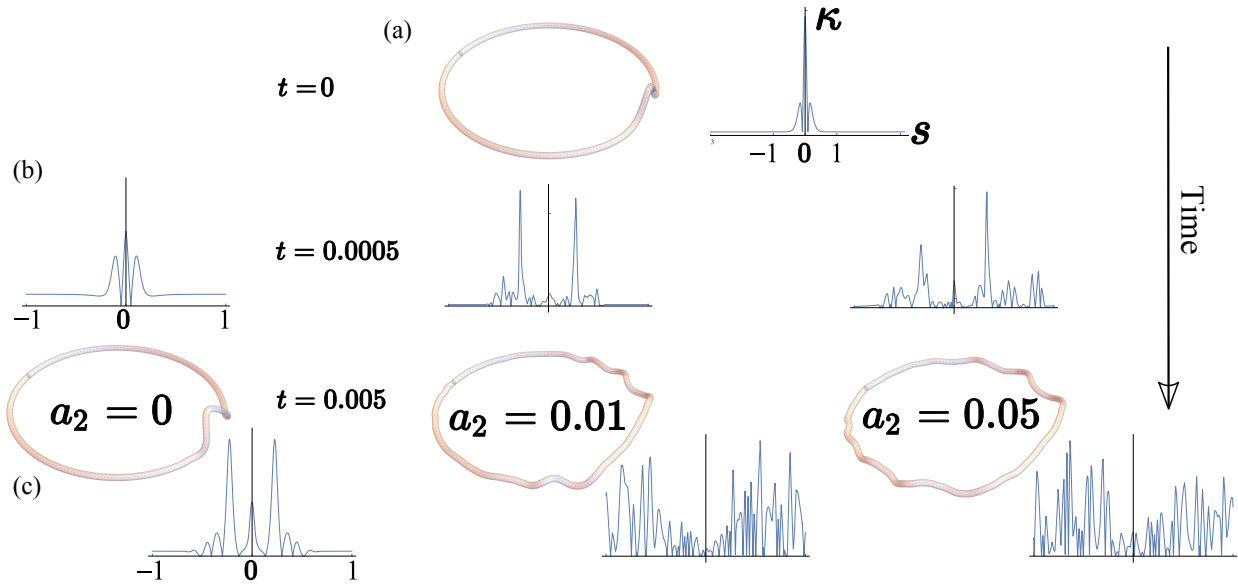 (a)
κ
t = 0
s
3
−1 0 1
(b)
Time
t = 0.0005
−1 0 1
t = 0.005
a₂ = 0
a₂ = 0.01
a₂ = 0.05
(c)
−1 0 1